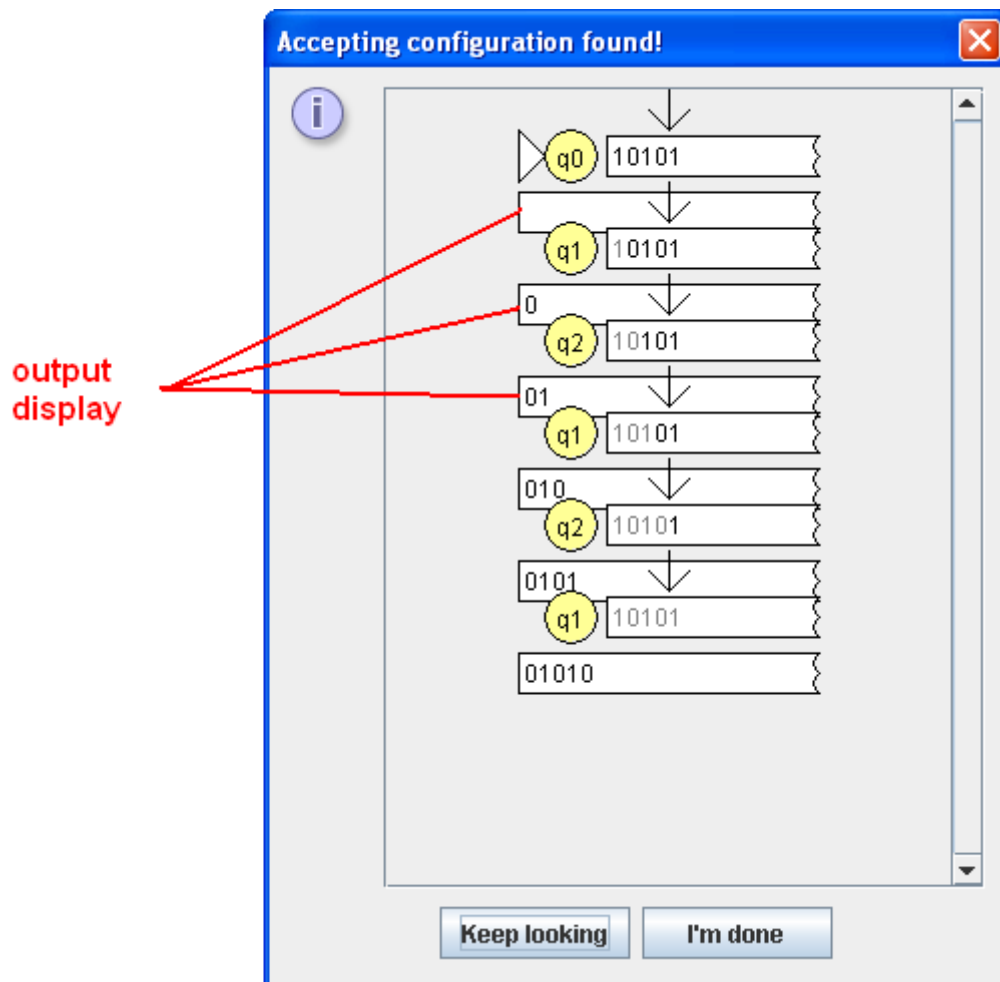 Accepting configuration found!
i
q0 10101
q1 10101
0
q2 10101
01
q1 10101
010
q2 10101
0101
q1 10101
01010
output
display
Keep looking
I'm done